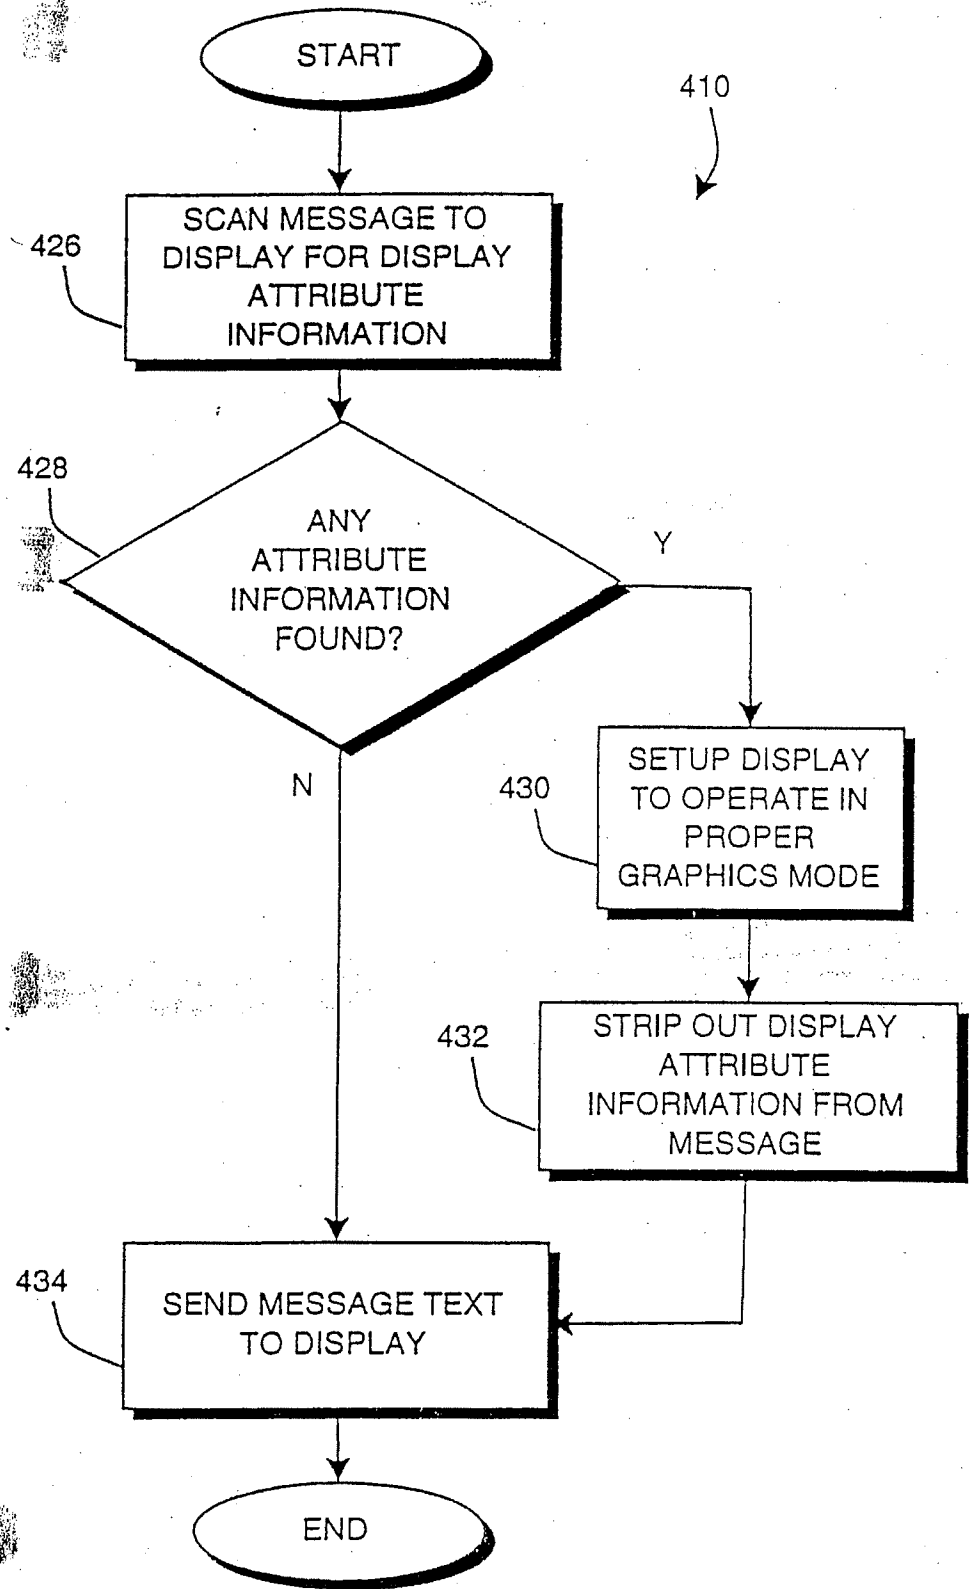 START
410
SCAN MESSAGE TO
DISPLAY FOR DISPLAY
ATTRIBUTE
INFORMATION
426
428
ANY
ATTRIBUTE
INFORMATION
FOUND?
Y
N
SETUP DISPLAY
TO OPERATE IN
PROPER
GRAPHICS MODE
430
STRIP OUT DISPLAY
ATTRIBUTE
INFORMATION FROM
MESSAGE
432
434
SEND MESSAGE TEXT
TO DISPLAY
END